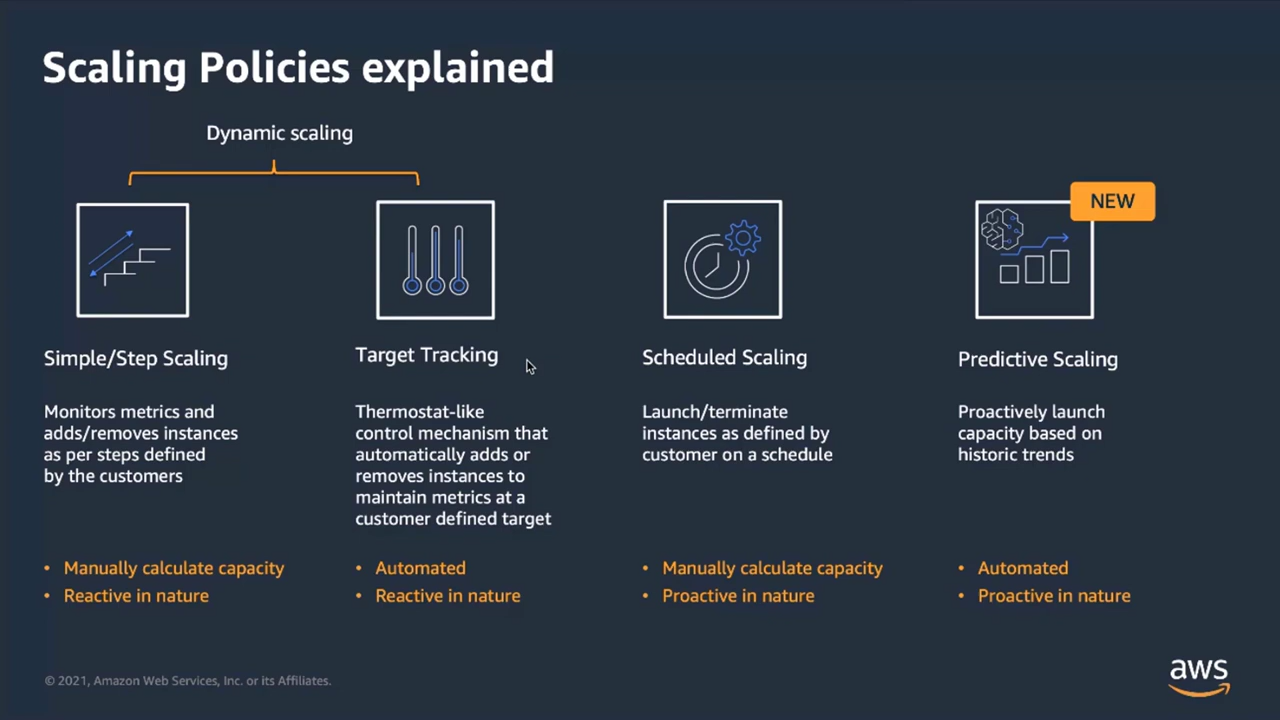 Scaling Policies explained
Dynamic scaling
NEW
Simple/Step Scaling
Monitors metrics and
adds/removes instances
as per steps defined
by the customers
• Manually calculate capacity
• Reactive in nature
Target Tracking
Thermostat-like
control mechanism that
automatically adds or
removes instances to
maintain metrics at a
customer defined target
• Automated
• Reactive in nature
Scheduled Scaling
Launch/terminate
instances as defined by
customer on a schedule
• Manually calculate capacity
• Proactive in nature
Predictive Scaling
Proactively launch
capacity based on
historic trends
• Automated
• Proactive in nature
© 2021, Amazon Web Services, Inc. or its Affiliates.
aws